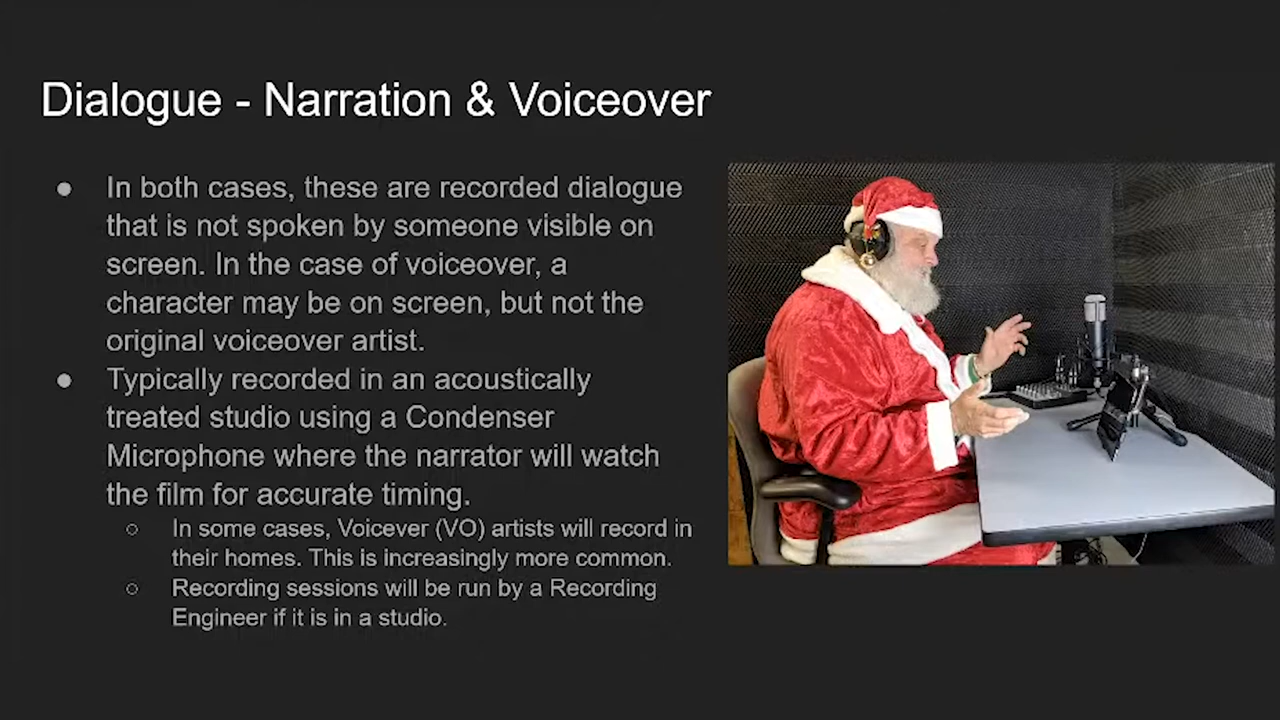 Dialogue - Narration & Voiceover
● In both cases, these are recorded dialogue
that is not spoken by someone visible on
screen. In the case of voiceover, a
character may be on screen, but not the
original voiceover artist.
● Typically recorded in an acoustically
treated studio using a Condenser
Microphone where the narrator will watch
the film for accurate timing.
○ In some cases, Voicever (VO) artists will record in
their homes. This is increasingly more common.
○ Recording sessions will be run by a Recording
Engineer if it is in a studio.